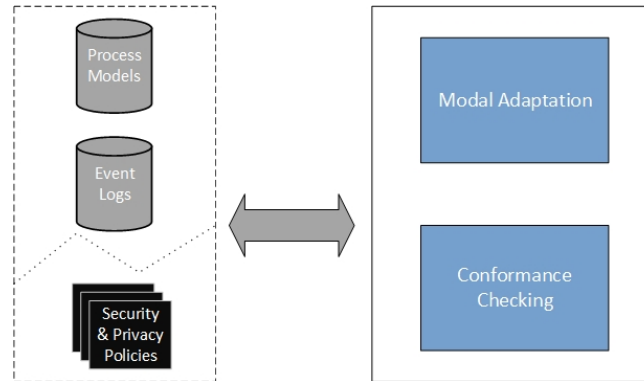 Process
Models
Event
Logs
Security
& Privacy
Policies
Modal Adaptation
Conformance
Checking